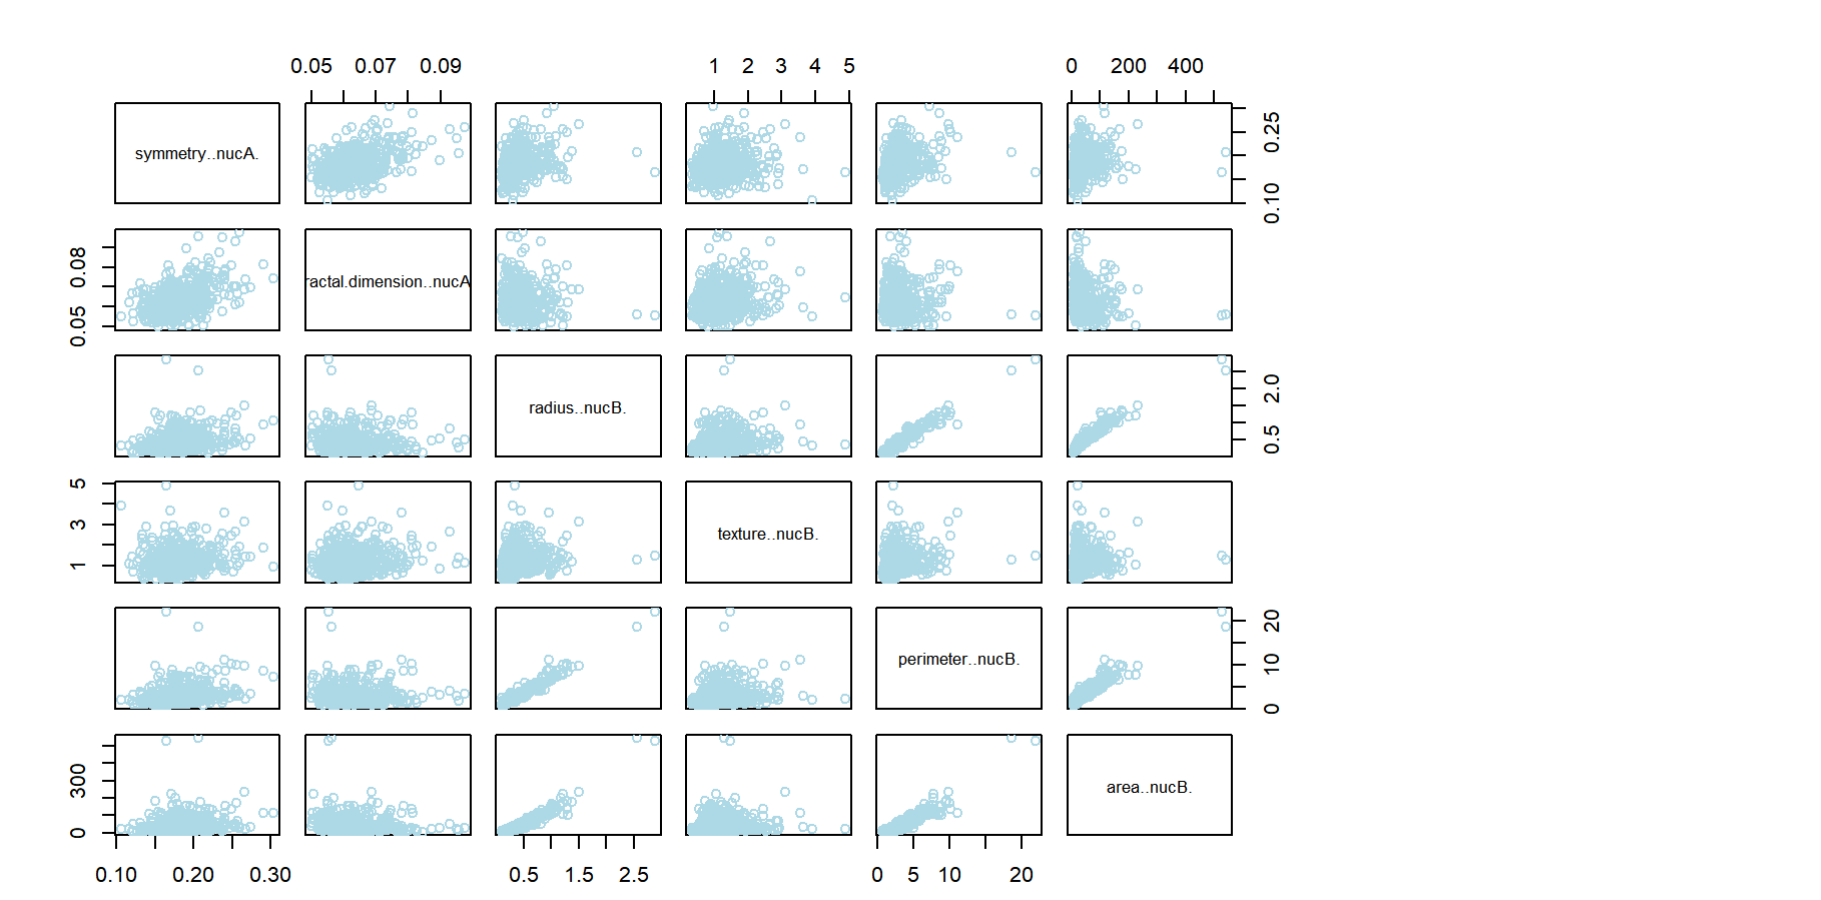 0.05 0.07 0.09 1 2 3 4 5 0 200 400
symmetry..nucA. 0.10 0.25
0.05 0.08 ractal.dimension..nucA
radius..nucB. 0.5 2.0
1 3 5 texture..nucB.
perimeter..nucB. 0 10 20
0 300 area..nucB.
0.10 0.20 0.30 0.5 1.5 2.5 0 5 10 20